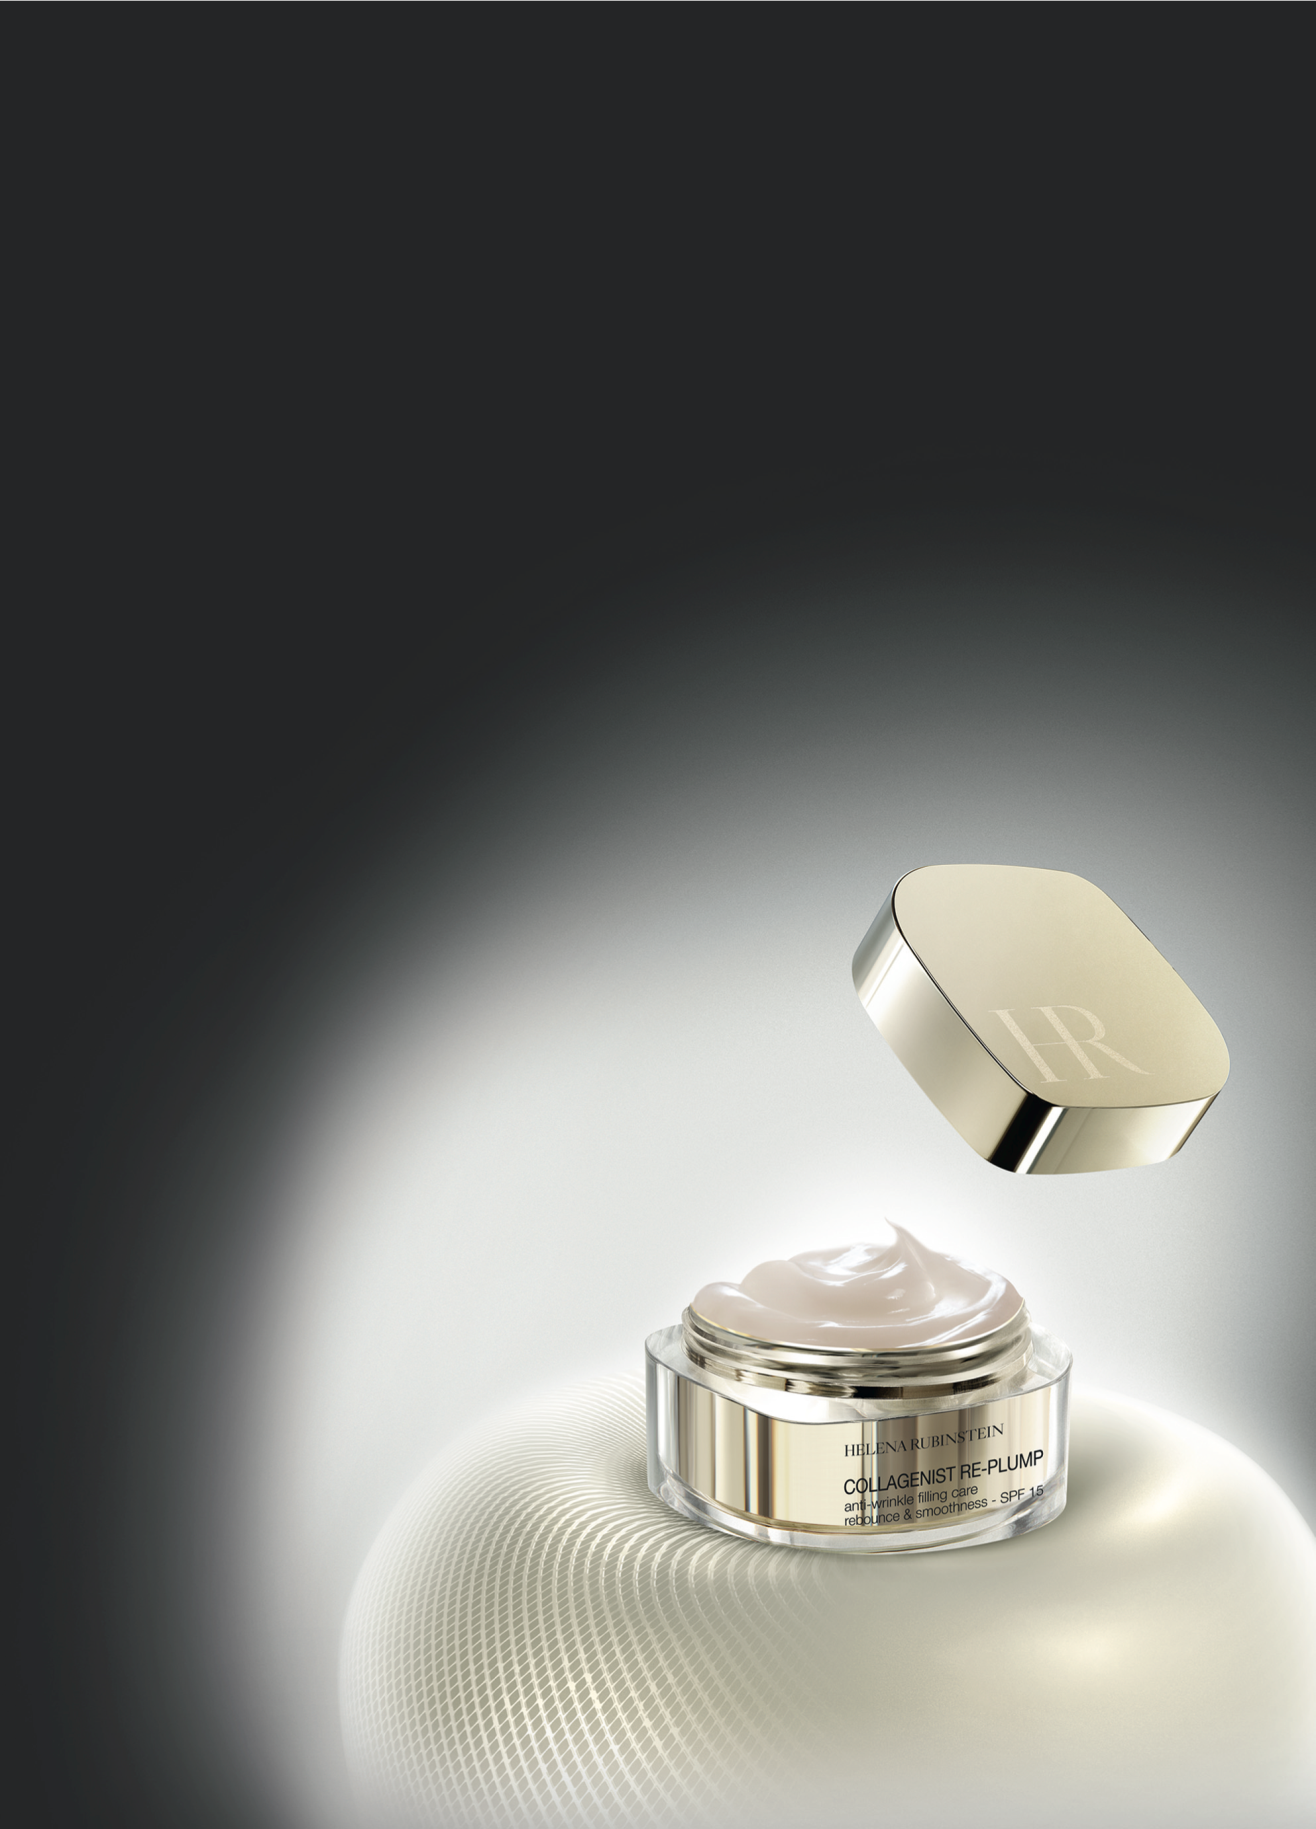 HR
HELENA RUBINSTEIN
COLLAGENIST RE-PLUMP
anti-wrinkle filling care
rebounce & smoothness - SPF 15